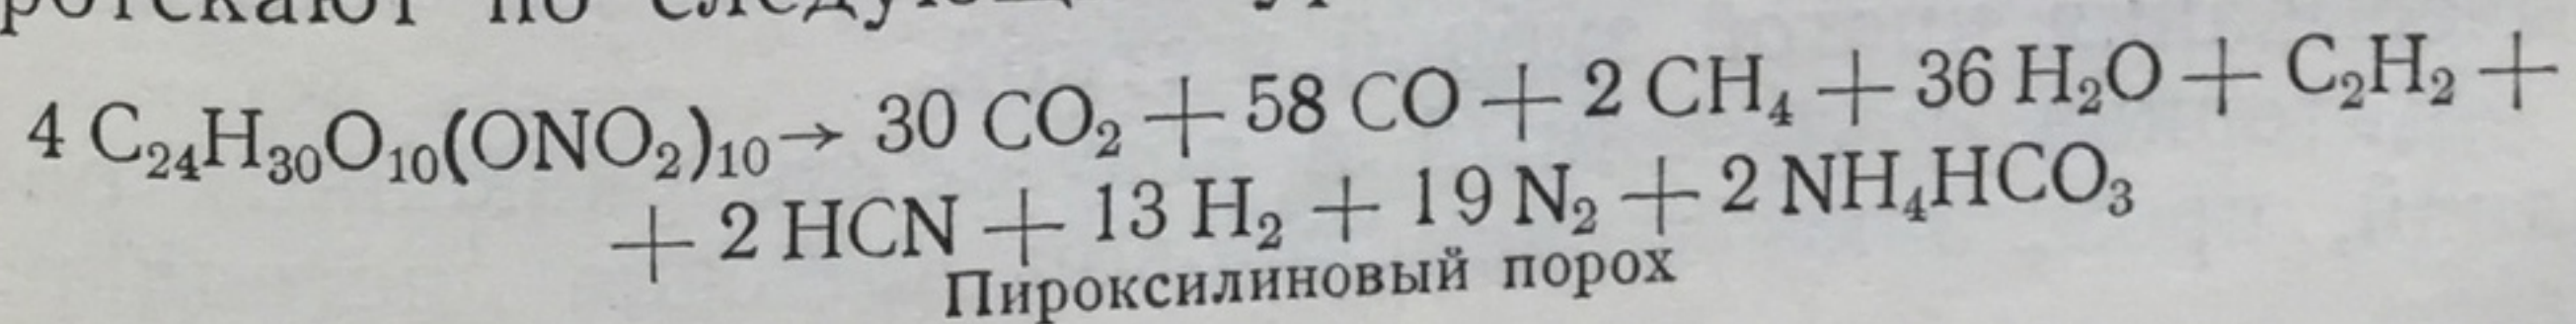 по
4 C₂₄H₃₀O₁₀(ONO₂)₁₀→ 30 CO₂ + 58 CO + 2 CH₄ + 36 H₂O + C₂H₂ +
+ 2 HCN + 13 H₂ + 19 N₂ + 2 NH₄HCO₃
Пироксилиновый порох